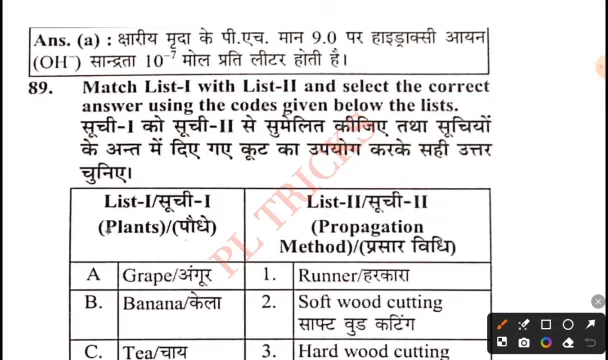 Ans. (a) : क्षारीय मृदा के पी.एच. मान 9.0 पर हाइड्राक्सी आयन
(OH⁻) सान्द्रता 10⁻⁷ मोल प्रति लीटर होती है।
89. Match List-I with List-II and select the correct
answer using the codes given below the lists.
सूची-I को सूची-II से सुमेलित कीजिए तथा सूचियों
के अन्त में दिए गए कूट का उपयोग करके सही उत्तर
चुनिए।
List-I/सूची-I List-II/सूची-II
(Plants)/(पौधे) (Propagation
Method)/(प्रसार विधि)
A Grape/अंगूर 1. Runner/हरकारा
B. Banana/केला 2. Soft wood cutting
साफ्ट वुड कटिंग
C. Tea/चाय 3. Hard wood cutting
PL TRICKS